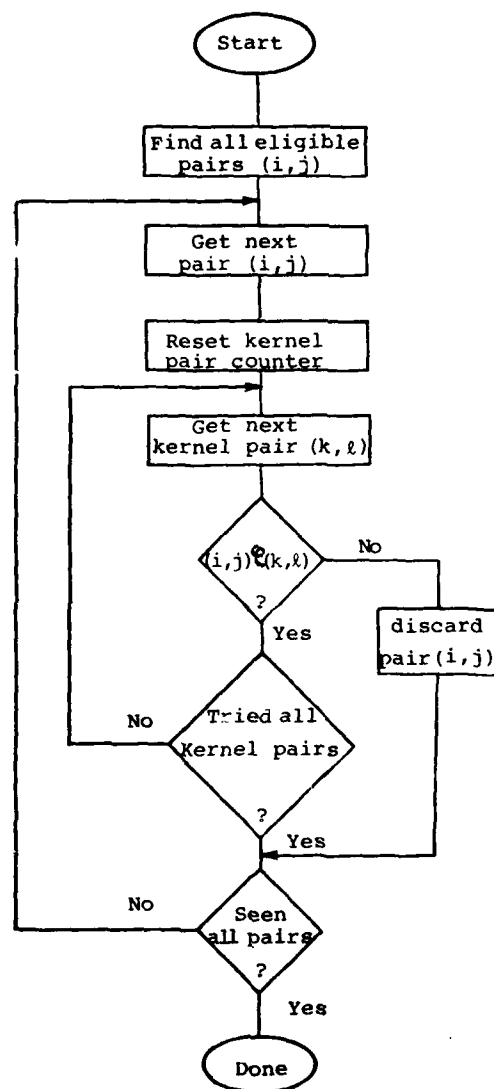 Start
Find all eligible
pairs (i,j)
Get next
pair (i,j)
Reset kernel
pair counter
Get next
kernel pair (k,ℓ)
(i,j) (k,ℓ)
?
No
Yes
discard
pair(i,j)
Tried all
Kernel pairs
?
No
Yes
Seen
all pairs
?
No
Yes
Done